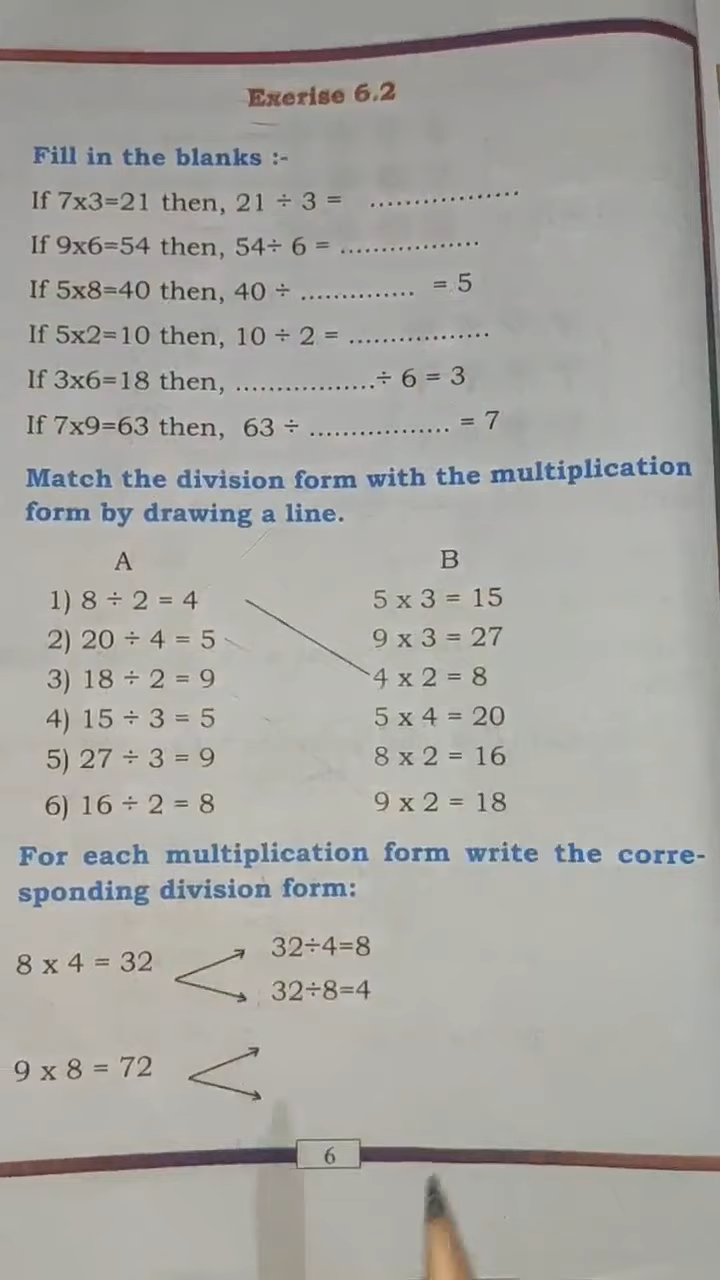 Exerise 6.2
Fill in the blanks :-
If 7x3=21 then, 21 ÷ 3 = .................
If 9x6=54 then, 54÷ 6 = ................
If 5x8=40 then, 40 ÷ .............. = 5
If 5x2=10 then, 10 ÷ 2 = ................
If 3x6=18 then, ................÷ 6 = 3
If 7x9=63 then, 63 ÷ ................ = 7
Match the division form with the multiplication
form by drawing a line.
A B
1) 8 ÷ 2 = 4 5 x 3 = 15
2) 20 ÷ 4 = 5 9 x 3 = 27
3) 18 ÷ 2 = 9 4 x 2 = 8
4) 15 ÷ 3 = 5 5 x 4 = 20
5) 27 ÷ 3 = 9 8 x 2 = 16
6) 16 ÷ 2 = 8 9 x 2 = 18
For each multiplication form write the corre-
sponding division form:
8 x 4 = 32
32÷4=8
32÷8=4
9 x 8 = 72
6